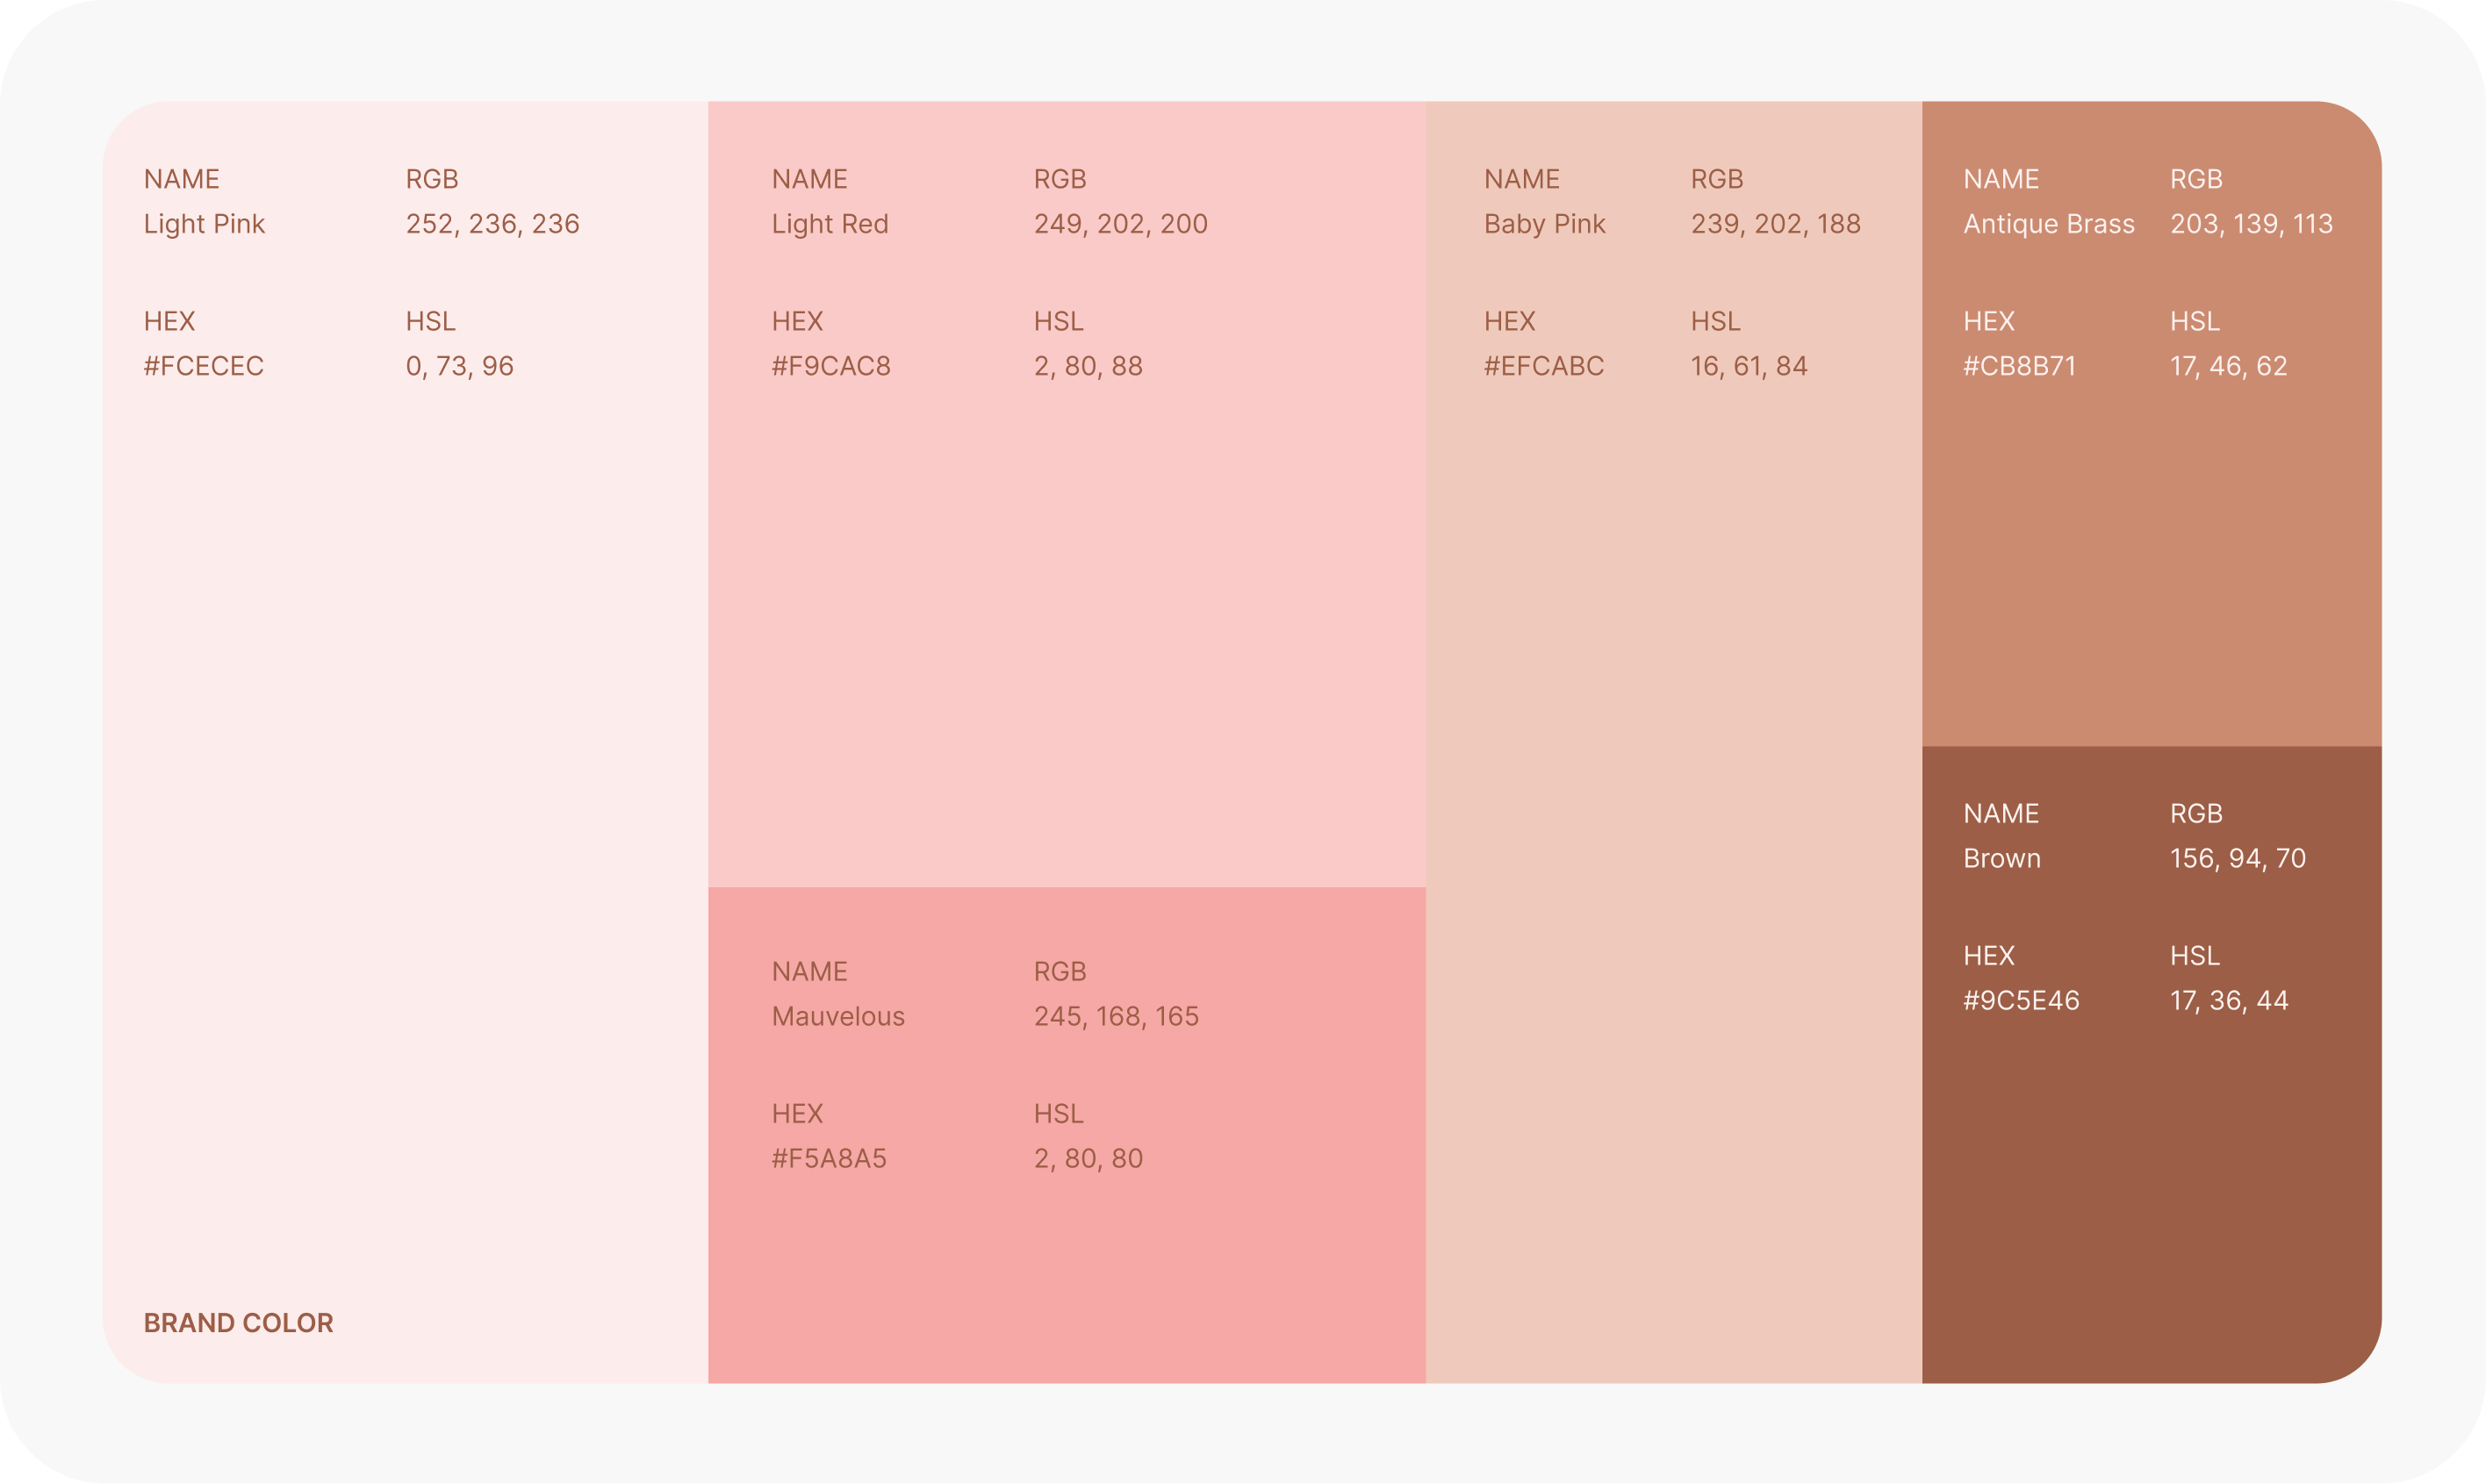 NAME RGB
Light Pink 252, 236, 236
HEX HSL
#FCECEC 0, 73, 96
BRAND COLOR
NAME RGB
Light Red 249, 202, 200
HEX HSL
#F9CAC8 2, 80, 88
NAME RGB
Mauvelous 245, 168, 165
HEX HSL
#F5A8A5 2, 80, 80
NAME RGB
Baby Pink 239, 202, 188
HEX HSL
#EFCABC 16, 61, 84
NAME RGB
Antique Brass 203, 139, 113
HEX HSL
#CB8B71 17, 46, 62
NAME RGB
Brown 156, 94, 70
HEX HSL
#9C5E46 17, 36, 44